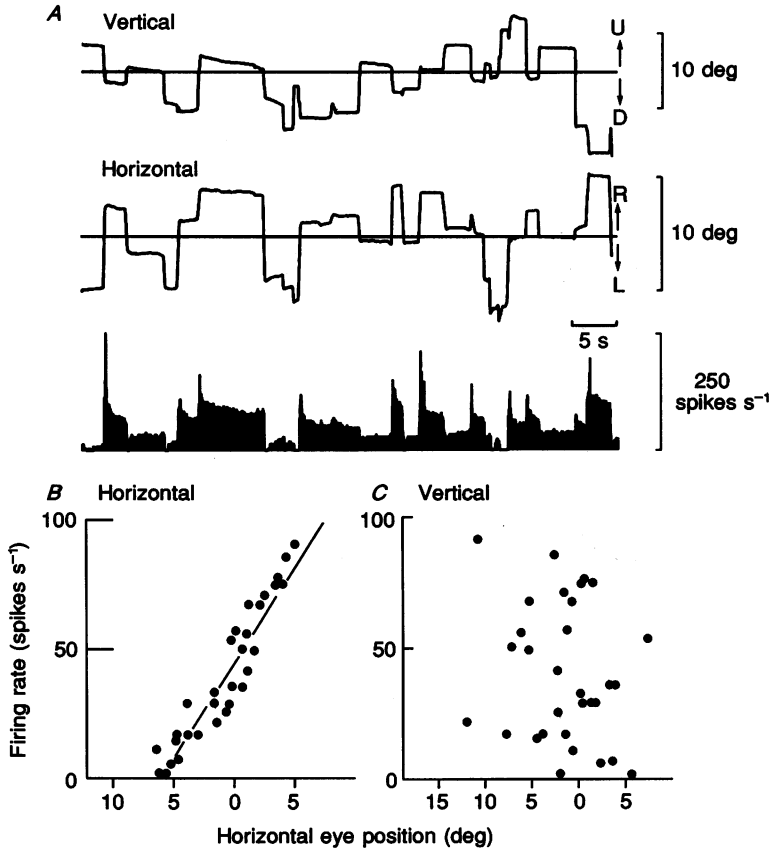 A
Vertical
U
10 deg
D
Horizontal
R
10 deg
L
5 s
250
spikes s⁻¹
B Horizontal
C Vertical
Firing rate (spikes s⁻¹)
100
50
0
10 5 0 5
100
50
0
15 10 5 0 5
Horizontal eye position (deg)